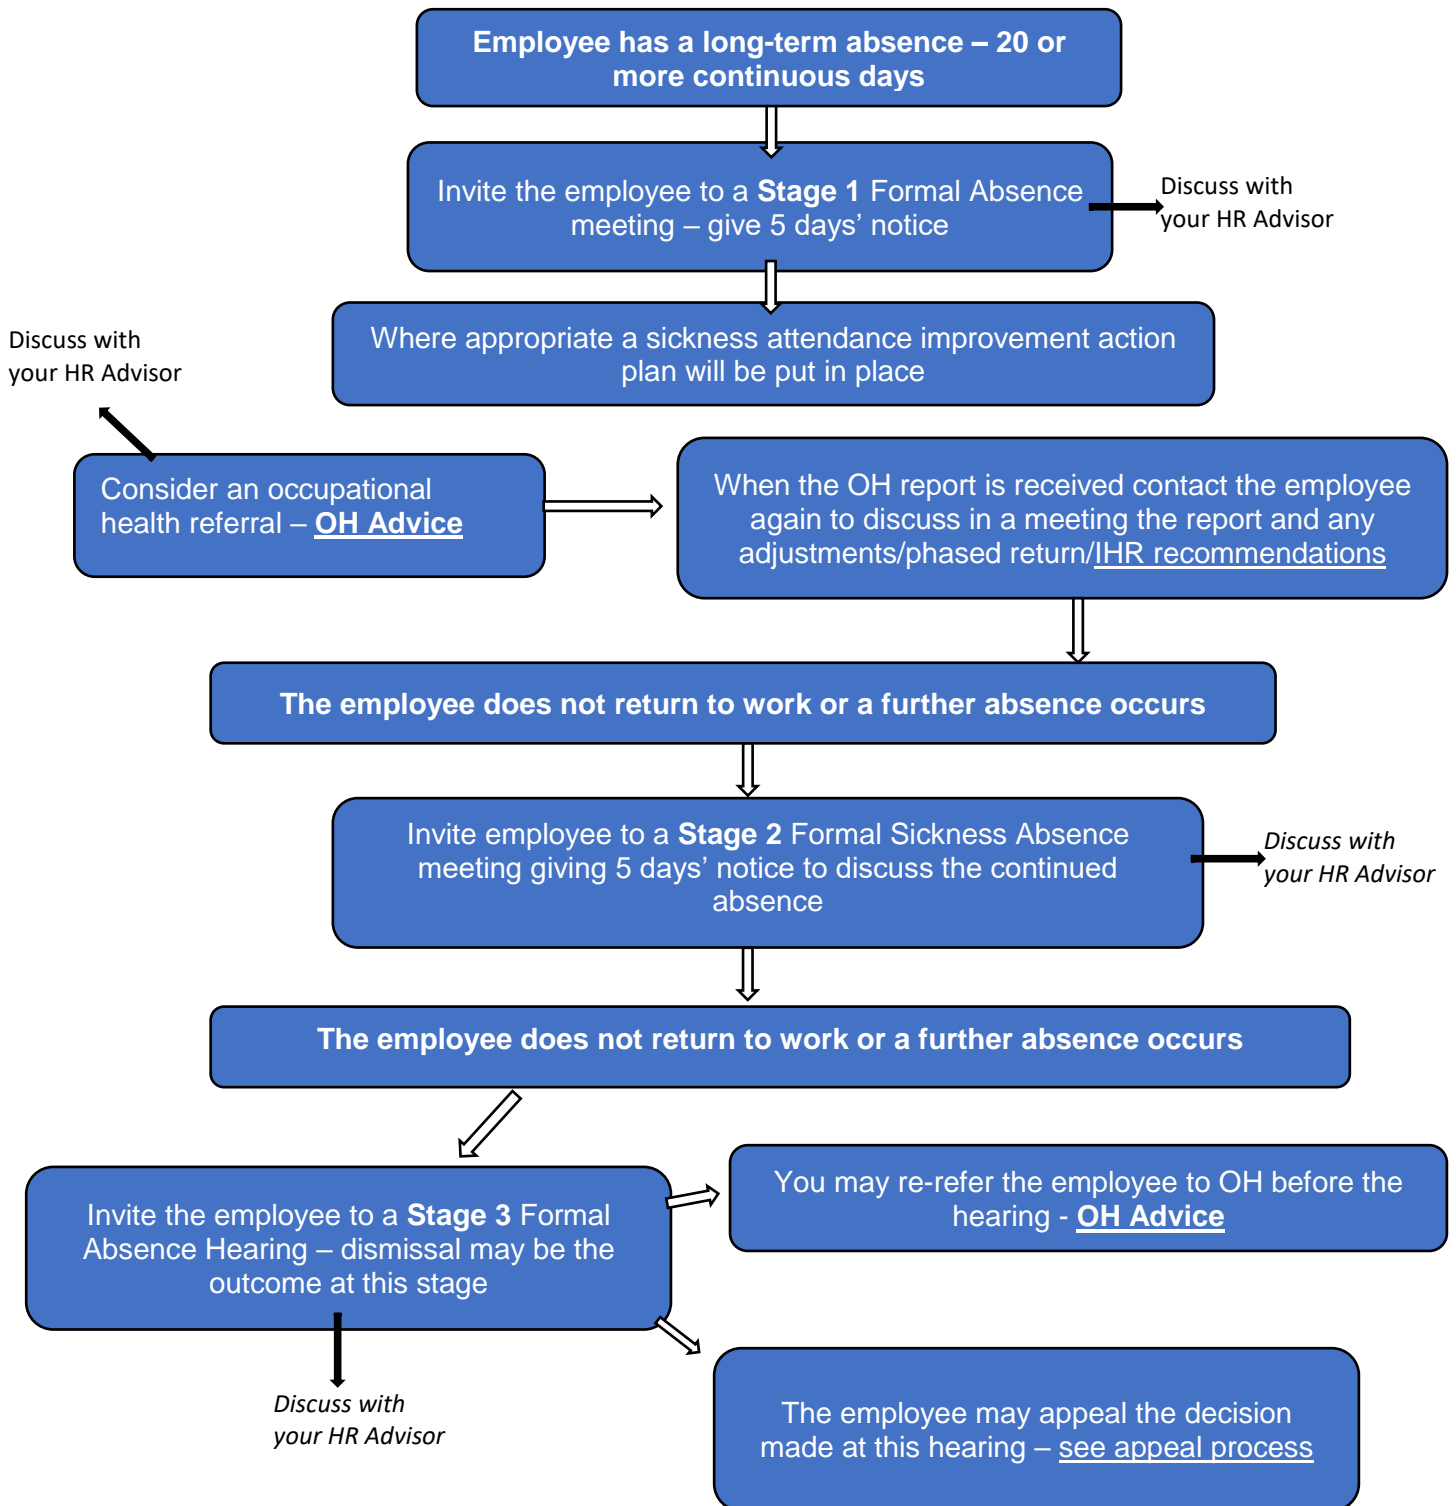 Employee has a long-term absence – 20 or
more continuous days
Invite the employee to a Stage 1 Formal Absence
meeting – give 5 days’ notice
Discuss with
your HR Advisor
Where appropriate a sickness attendance improvement action
plan will be put in place
Discuss with
your HR Advisor
Consider an occupational
health referral – OH Advice
When the OH report is received contact the employee
again to discuss in a meeting the report and any
adjustments/phased return/IHR recommendations
The employee does not return to work or a further absence occurs
Invite employee to a Stage 2 Formal Sickness Absence
meeting giving 5 days’ notice to discuss the continued
absence
Discuss with
your HR Advisor
The employee does not return to work or a further absence occurs
Invite the employee to a Stage 3 Formal
Absence Hearing – dismissal may be the
outcome at this stage
You may re-refer the employee to OH before the
hearing - OH Advice
Discuss with
your HR Advisor
The employee may appeal the decision
made at this hearing – see appeal process